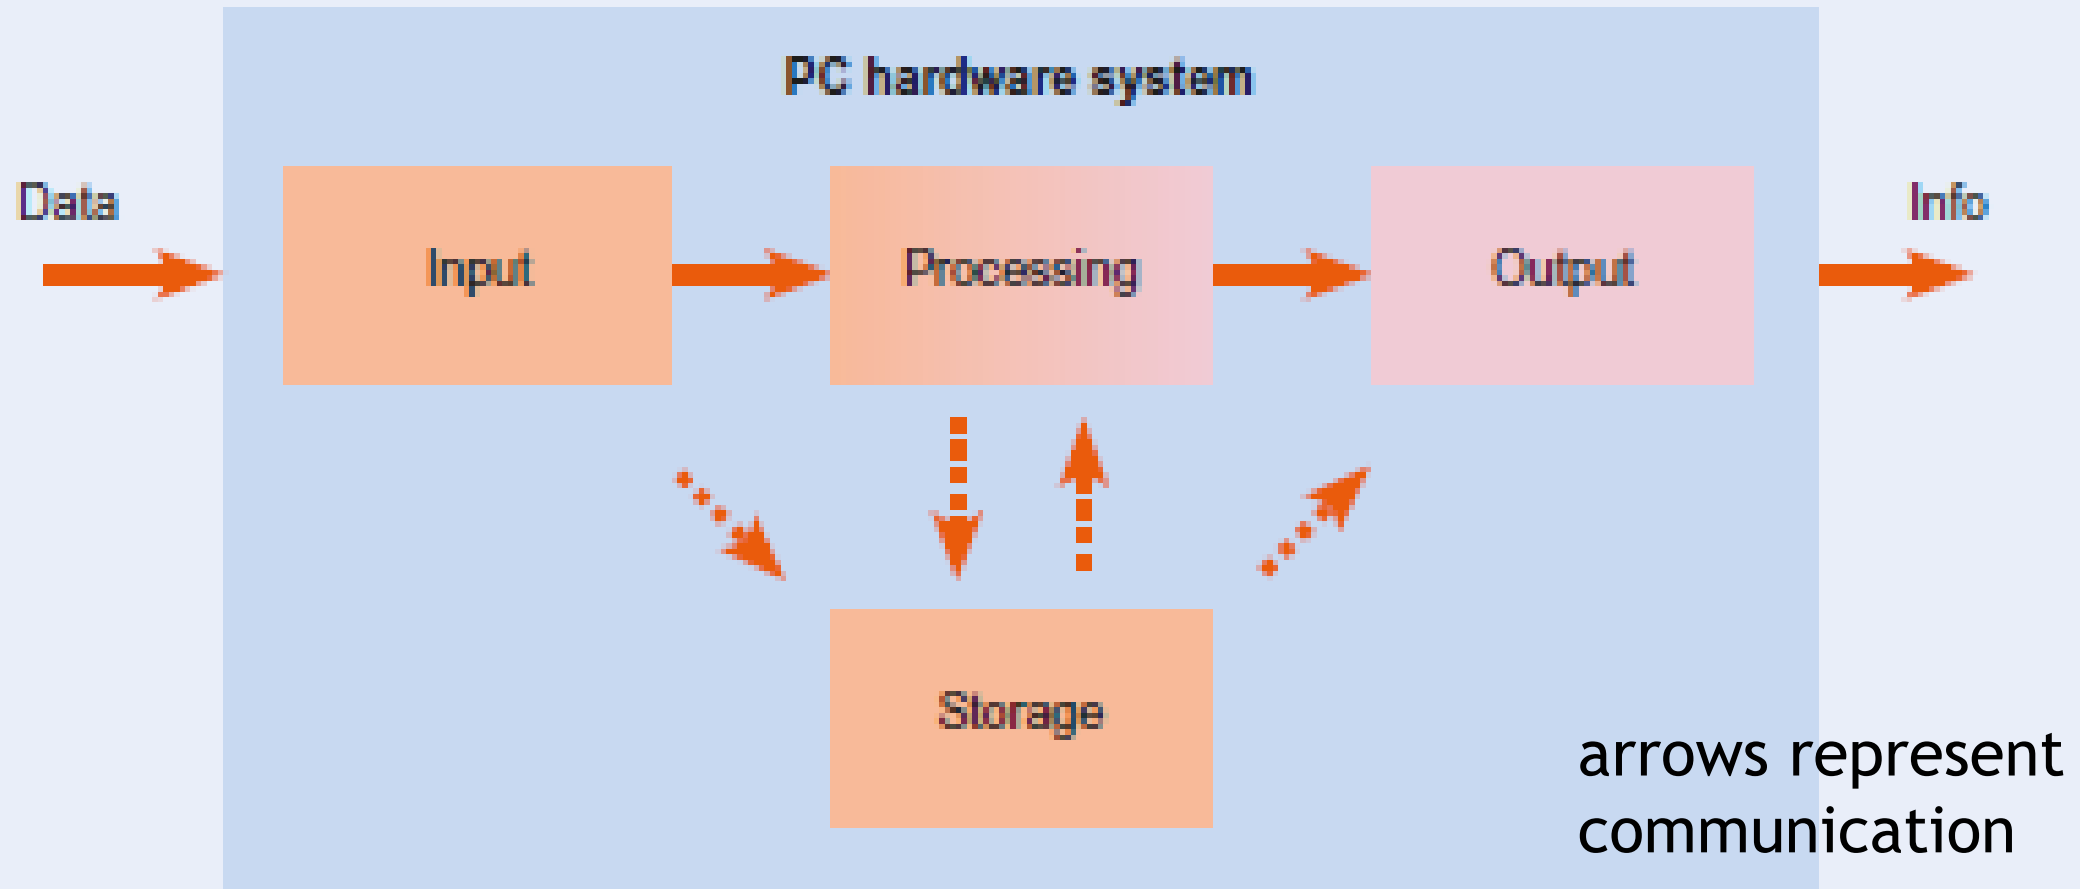 PC hardware system
Data
Input
Processing
Output
Info
Storage
arrows represent
communication